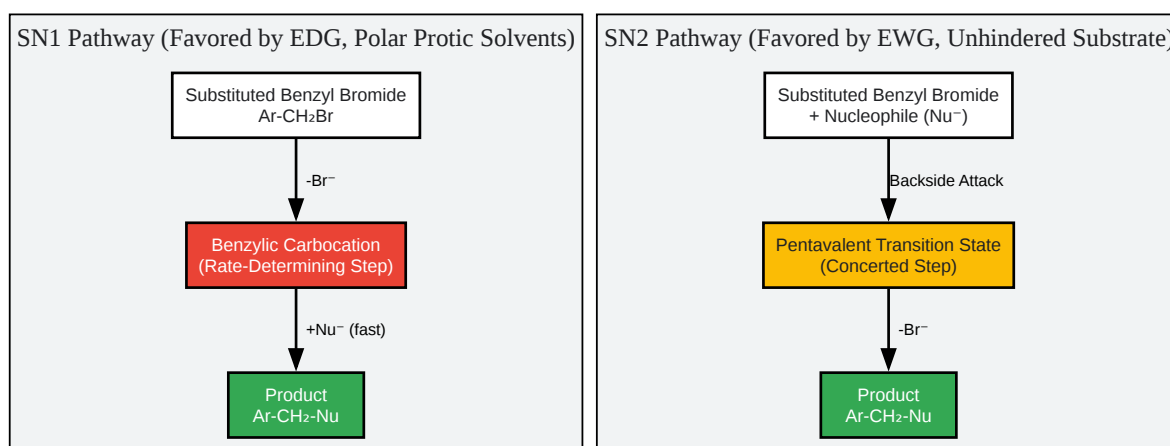 SN1 Pathway (Favored by EDG, Polar Protic Solvents)
Substituted Benzyl Bromide
Ar-CH₂Br
-Br⁻
Benzylic Carbocation
(Rate-Determining Step)
+Nu⁻ (fast)
Product
Ar-CH₂-Nu
SN2 Pathway (Favored by EWG, Unhindered Substrate)
Substituted Benzyl Bromide
+ Nucleophile (Nu⁻)
Backside Attack
Pentavalent Transition State
(Concerted Step)
-Br⁻
Product
Ar-CH₂-Nu